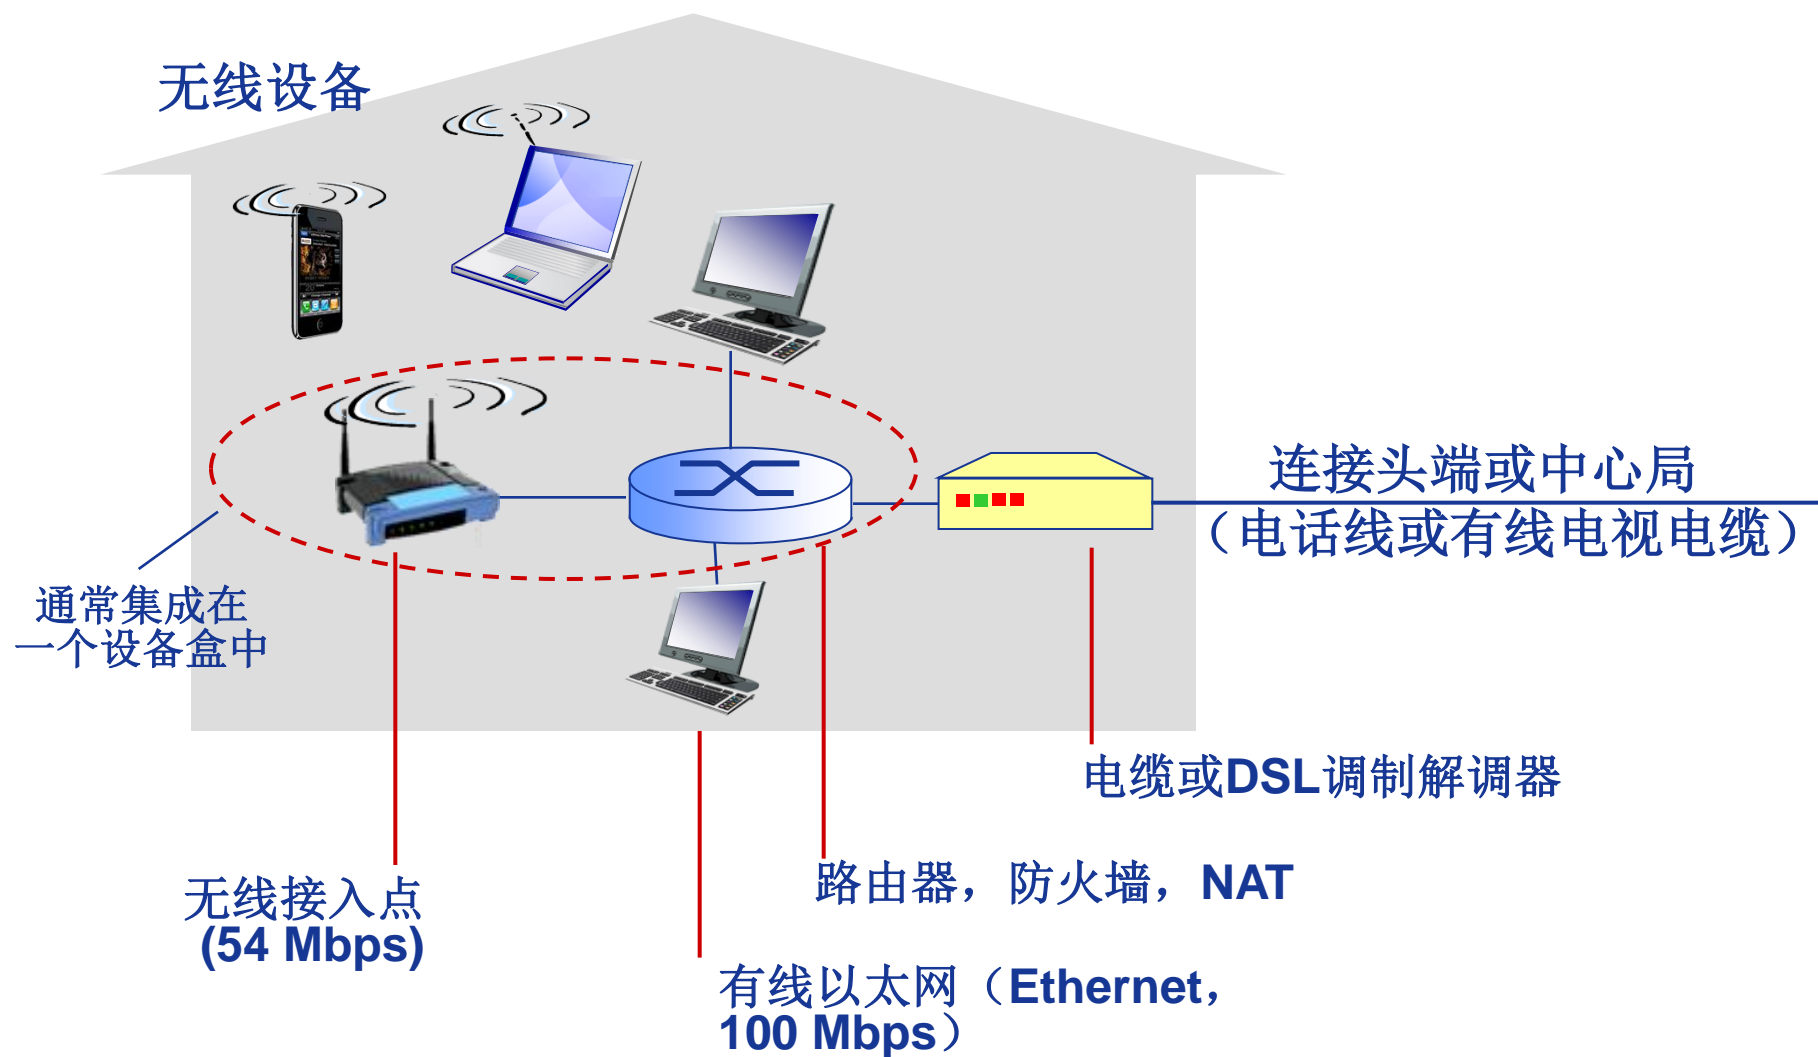 无线设备
连接头端或中心局
（电话线或有线电视电缆）
通常集成在
一个设备盒中
电缆或DSL调制解调器
路由器，防火墙，NAT
无线接入点
(54 Mbps)
有线以太网（Ethernet，
100 Mbps）